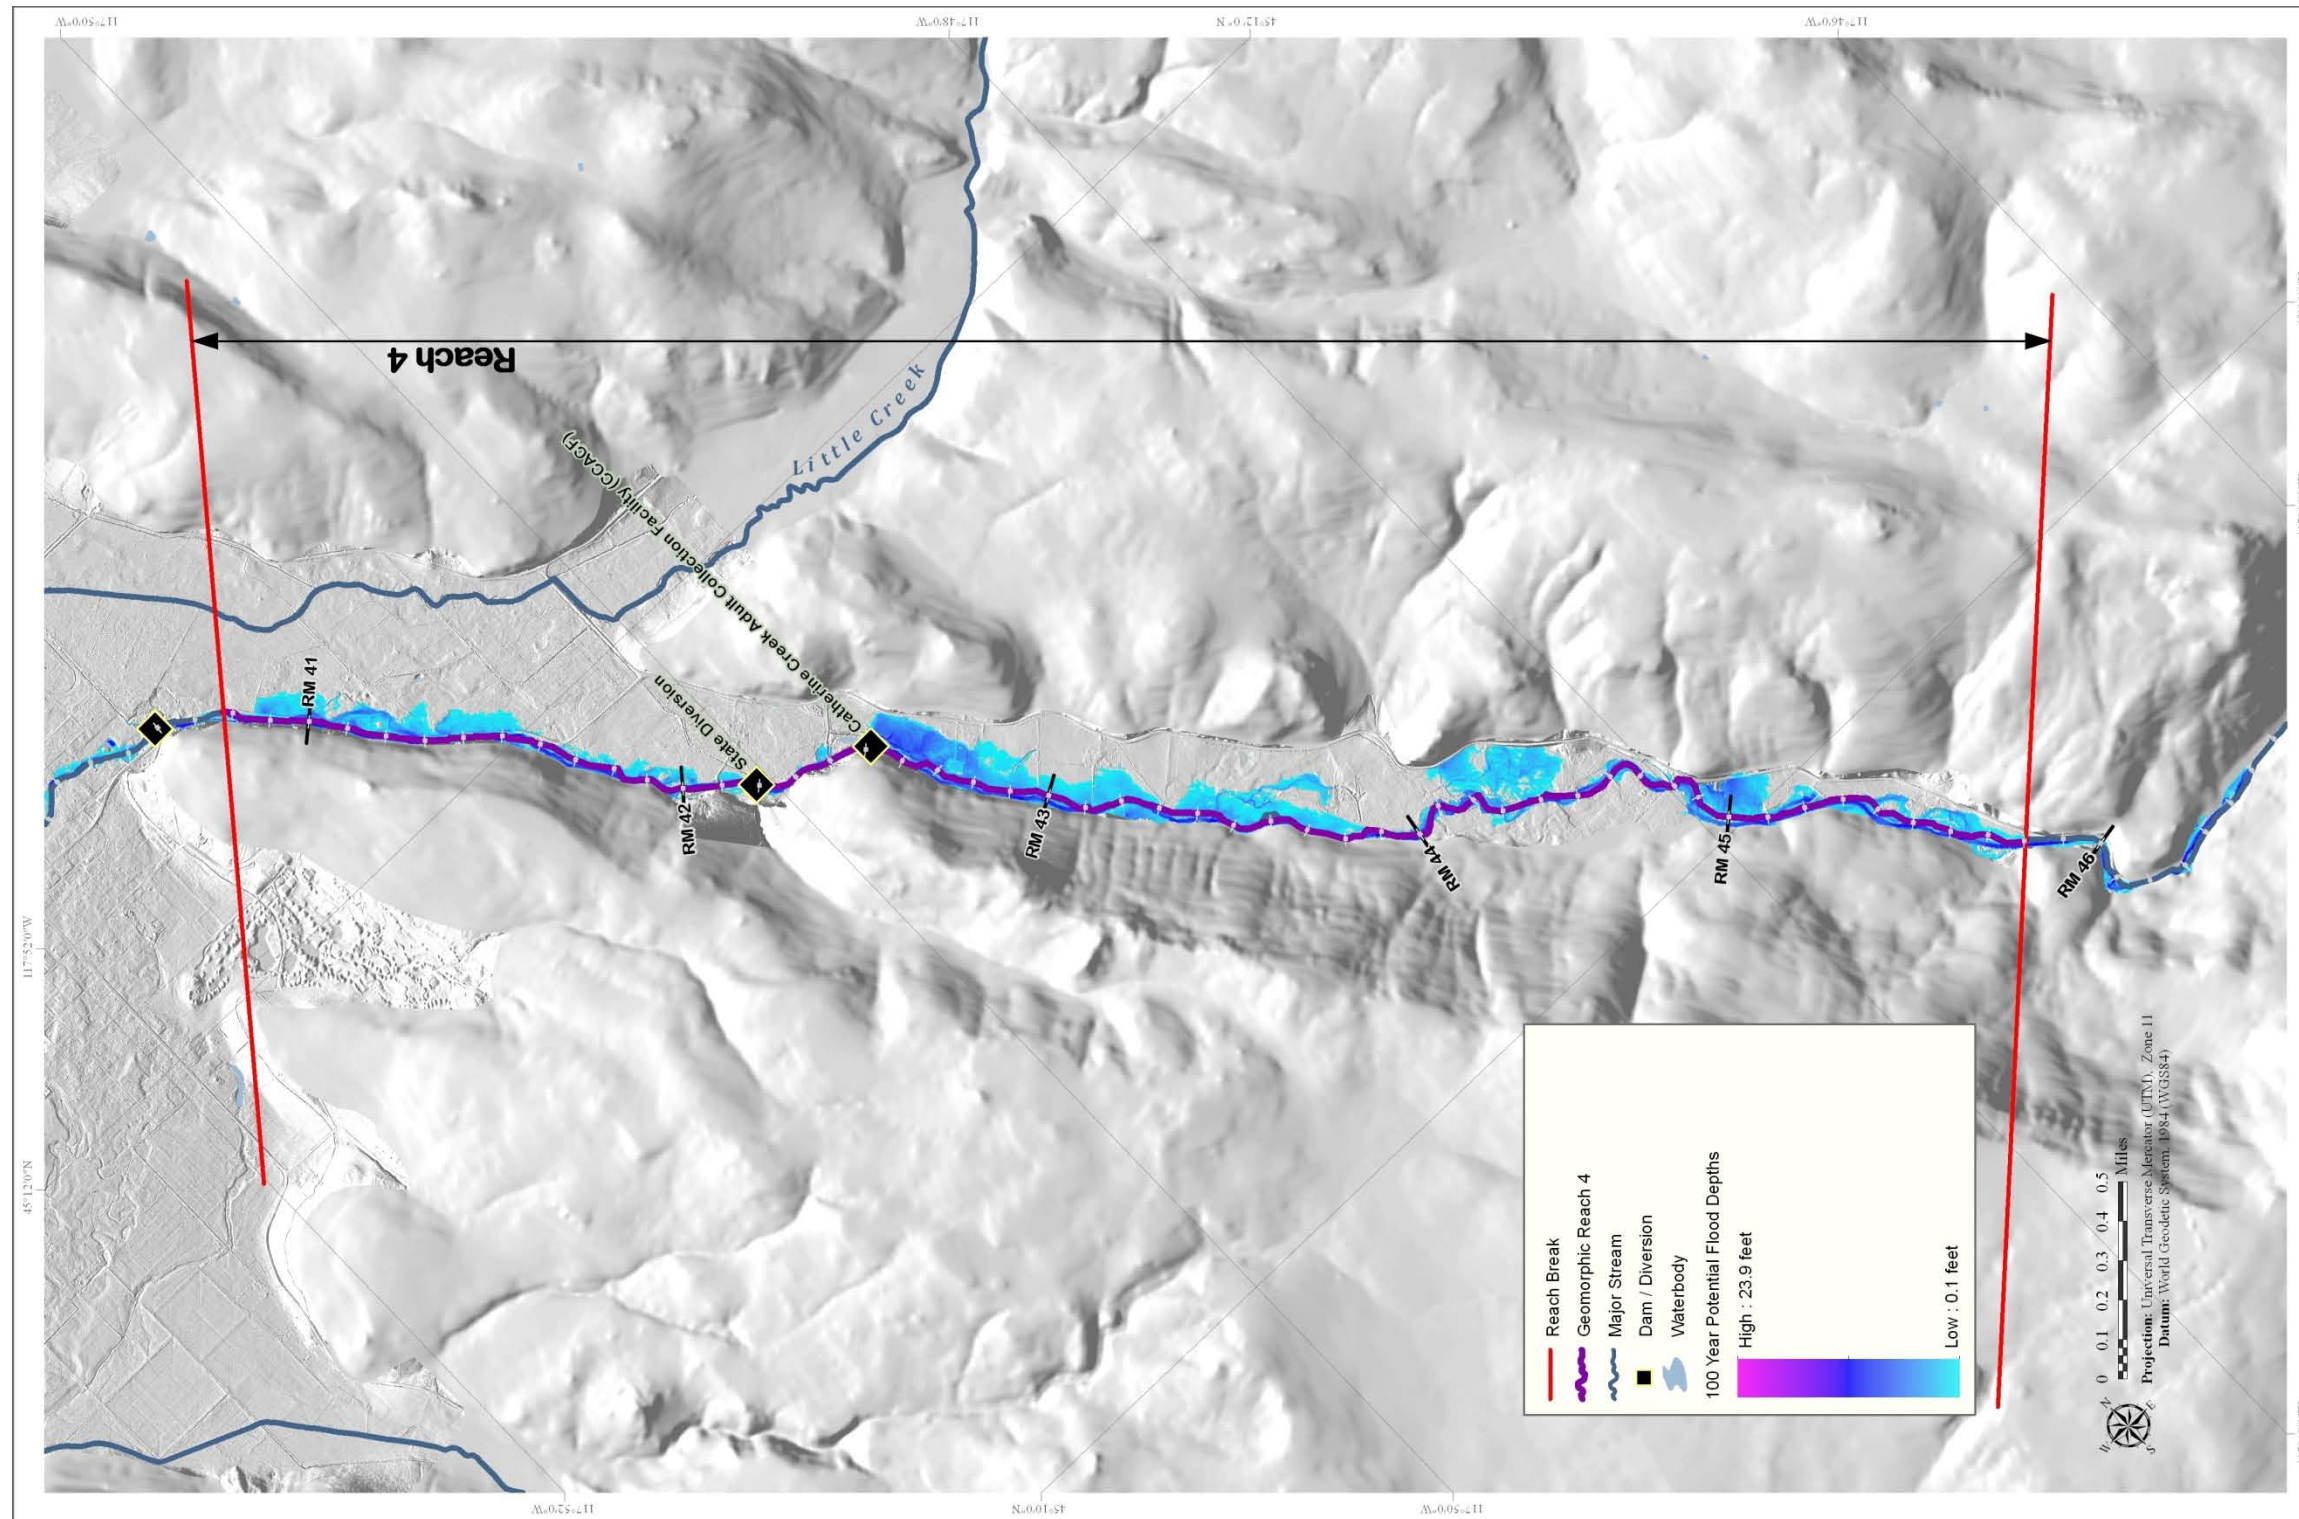 117°50'0"W
117°48'0"W
45°12'0"N
117°46'0"W
Reach 4
Little Creek
Catherine Creek Adult Collection Facility (CCACF)
State Diversion
RM 41
RM 42
RM 43
RM 44
RM 45
RM 46
117°52'0"W
45°12'0"N
Reach Break
Geomorphic Reach 4
Major Stream
Dam / Diversion
Waterbody
100 Year Potential Flood Depths
High : 23.9 feet
Low : 0.1 feet
N
E
S
W
0 0.1 0.2 0.3 0.4 0.5
Miles
Projection: Universal Transverse Mercator (UTM), Zone 11
Datum: World Geodetic System, 1984 (WGS84)
117°52'0"W
45°10'0"N
117°50'0"W